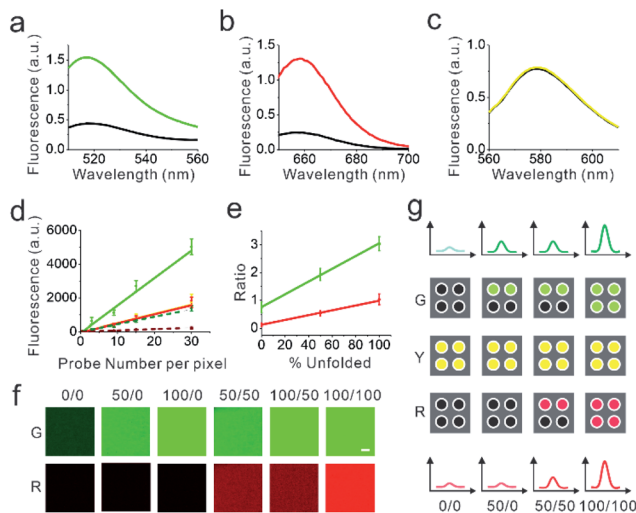 a
Fluorescence (a.u.)
1.5
1.0
0.5
0.0
520 540 560
Wavelength (nm)
b
Fluorescence (a.u.)
1.5
1.0
0.5
0.0
660 680 700
Wavelength (nm)
c
Fluorescence (a.u.)
1.0
0.5
0.0
560 580 600
Wavelength (nm)
d
Fluorescence (a.u.)
6000
4000
2000
0
0 10 20 30
Probe Number per pixel
e
Ratio
3
2
1
0
0 50 100
% Unfolded
f
0/0 50/0 100/0 50/50 100/50 100/100
G
R
g
G
Y
R
0/0 50/0 50/50 100/100